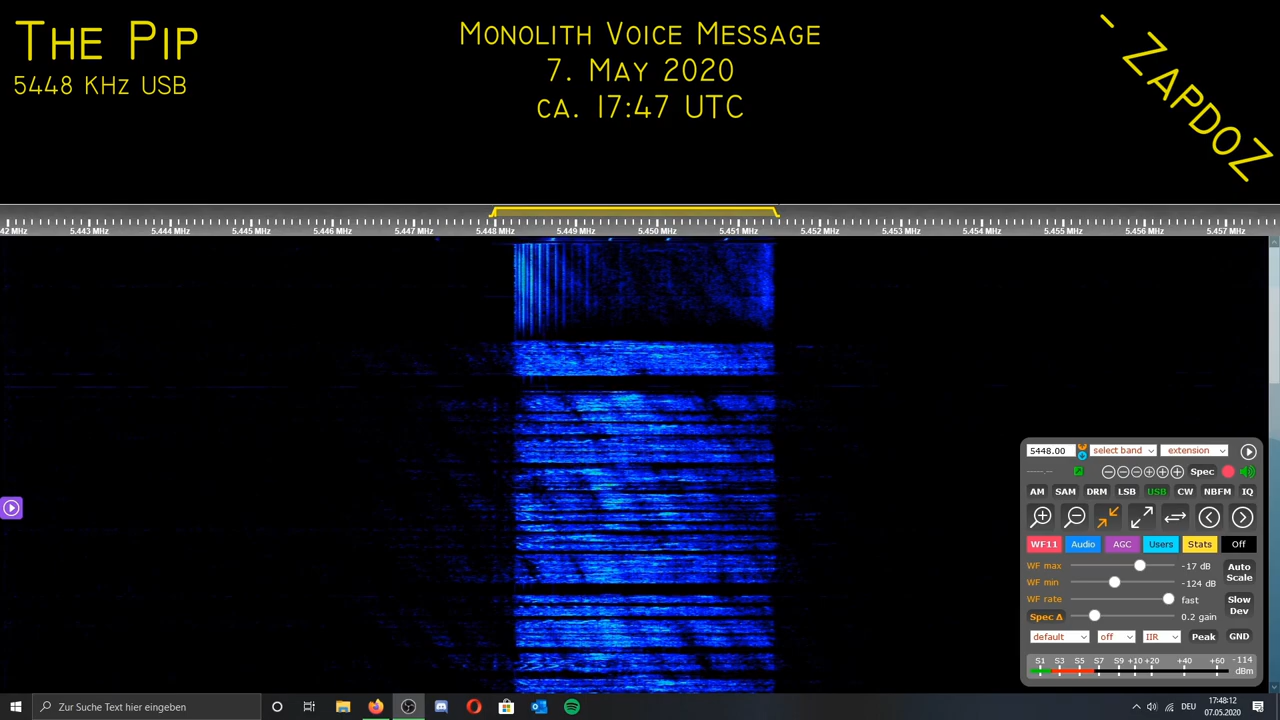 The Pip
5448 KHz USB
Monolith Voice Message
7. May 2020
ca. 17:47 UTC
- ZAPDOZ
42 MHz 5.443 MHz 5.444 MHz 5.445 MHz 5.446 MHz 5.447 MHz 5.448 MHz 5.449 MHz 5.450 MHz 5.451 MHz 5.452 MHz 5.453 MHz 5.454 MHz 5.455 MHz 5.456 MHz 5.457 MHz
5448.00 select band extension
Spec
AM SAM DRM LSB USB CW NBFM IQ
WF11 Audio AGC Users Stats Off
WF max -17 dB Auto Scale
WF min -124 dB
WF rate fast Slow Dev
Spec Δ 0.2 gain
default off IIR Peak GND
S1 S3 S5 S7 S9 +10 +20 +40 +60 -114 dBm
Zur Suche Text hier eingeben
DEU
17:48:12
07.05.2020